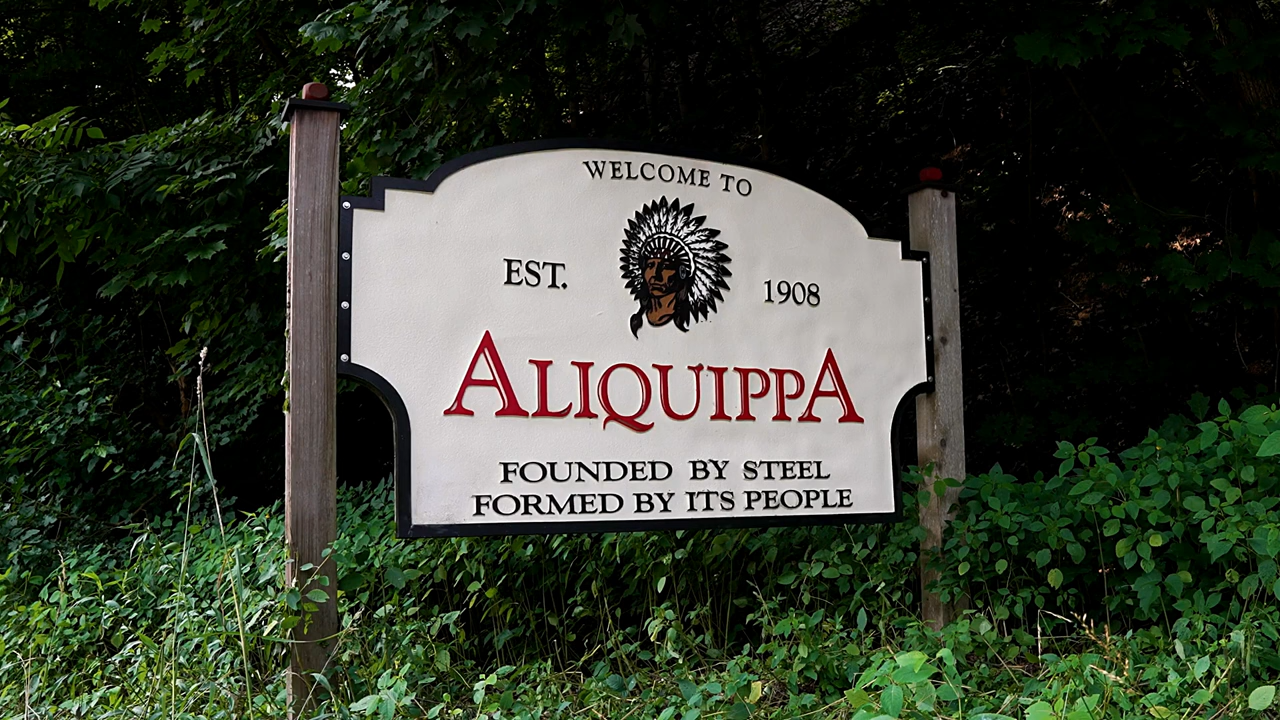 WELCOME TO
EST. 1908
ALIQUIPPA
FOUNDED BY STEEL
FORMED BY ITS PEOPLE